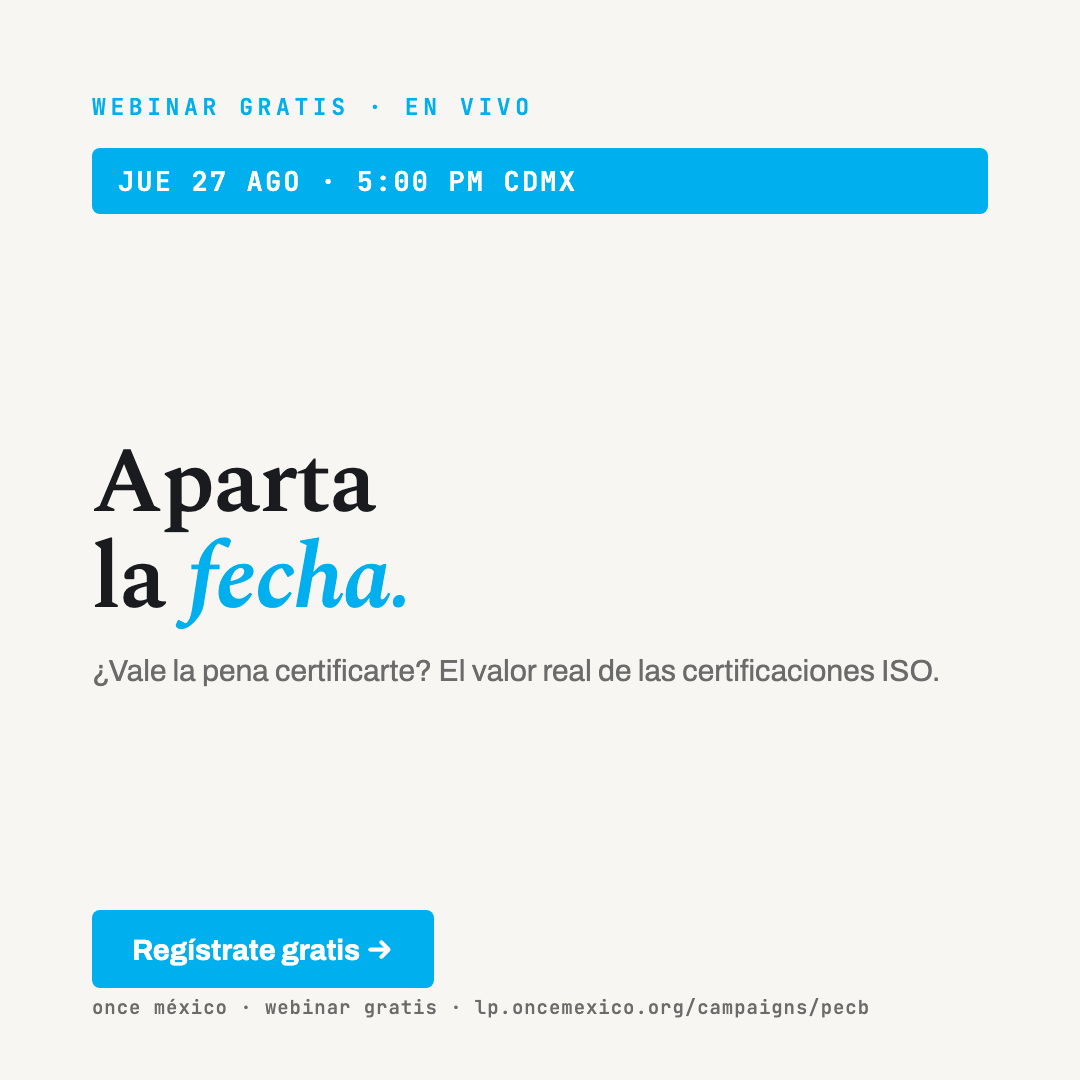 WEBINAR GRATIS · EN VIVO
JUE 27 AGO · 5:00 PM CDMX
Aparta
la fecha.
¿Vale la pena certificarte? El valor real de las certificaciones ISO.
Regístrate gratis →
once méxico · webinar gratis · lp.oncemexico.org/campaigns/pecb